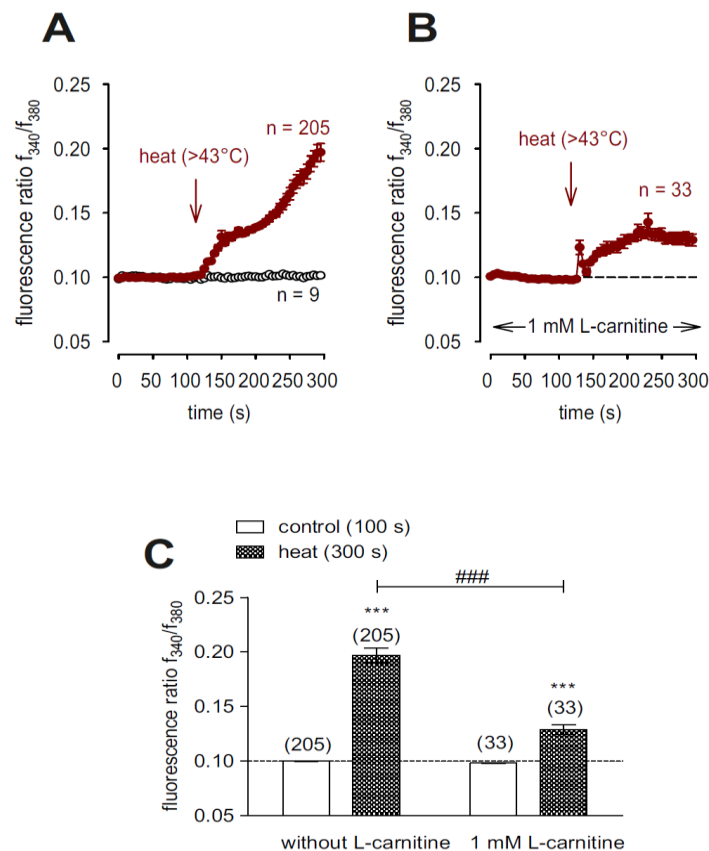 A
fluorescence ratio f340/f380
0.25
0.20
0.15
0.10
0.05
n = 205
heat (>43°C)
n = 9
0 50 100 150 200 250 300
time (s)
B
fluorescence ratio f340/f380
0.25
0.20
0.15
0.10
0.05
heat (>43°C)
n = 33
1 mM L-carnitine
0 50 100 150 200 250 300
time (s)
C
control (100 s)
heat (300 s)
fluorescence ratio f340/f380
0.25
0.20
0.15
0.10
0.05
###
***
(205)
***
(33)
(205)
(33)
without L-carnitine 1 mM L-carnitine